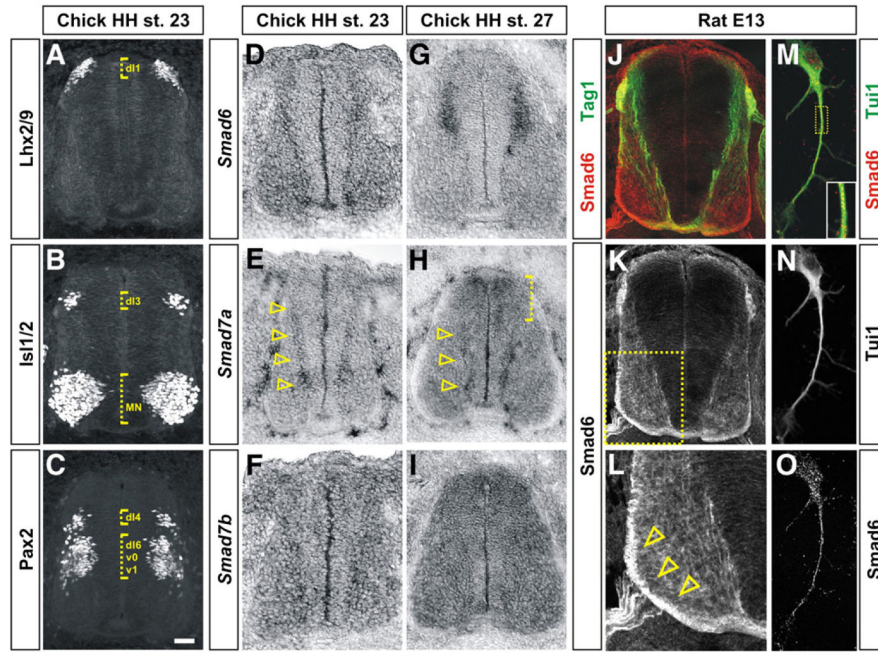 Chick HH st. 23
Chick HH st. 23
Chick HH st. 27
Rat E13
Lhx2/9
A
dI1
Smad6
D
G
Smad6 Tag1
J
M
Smad6 Tuj1
Isl1/2
B
dI3
MN
Smad7a
E
H
Smad6
K
N
Tuj1
Pax2
C
dI4
dI6
v0
v1
Smad7b
F
I
L
O
Smad6